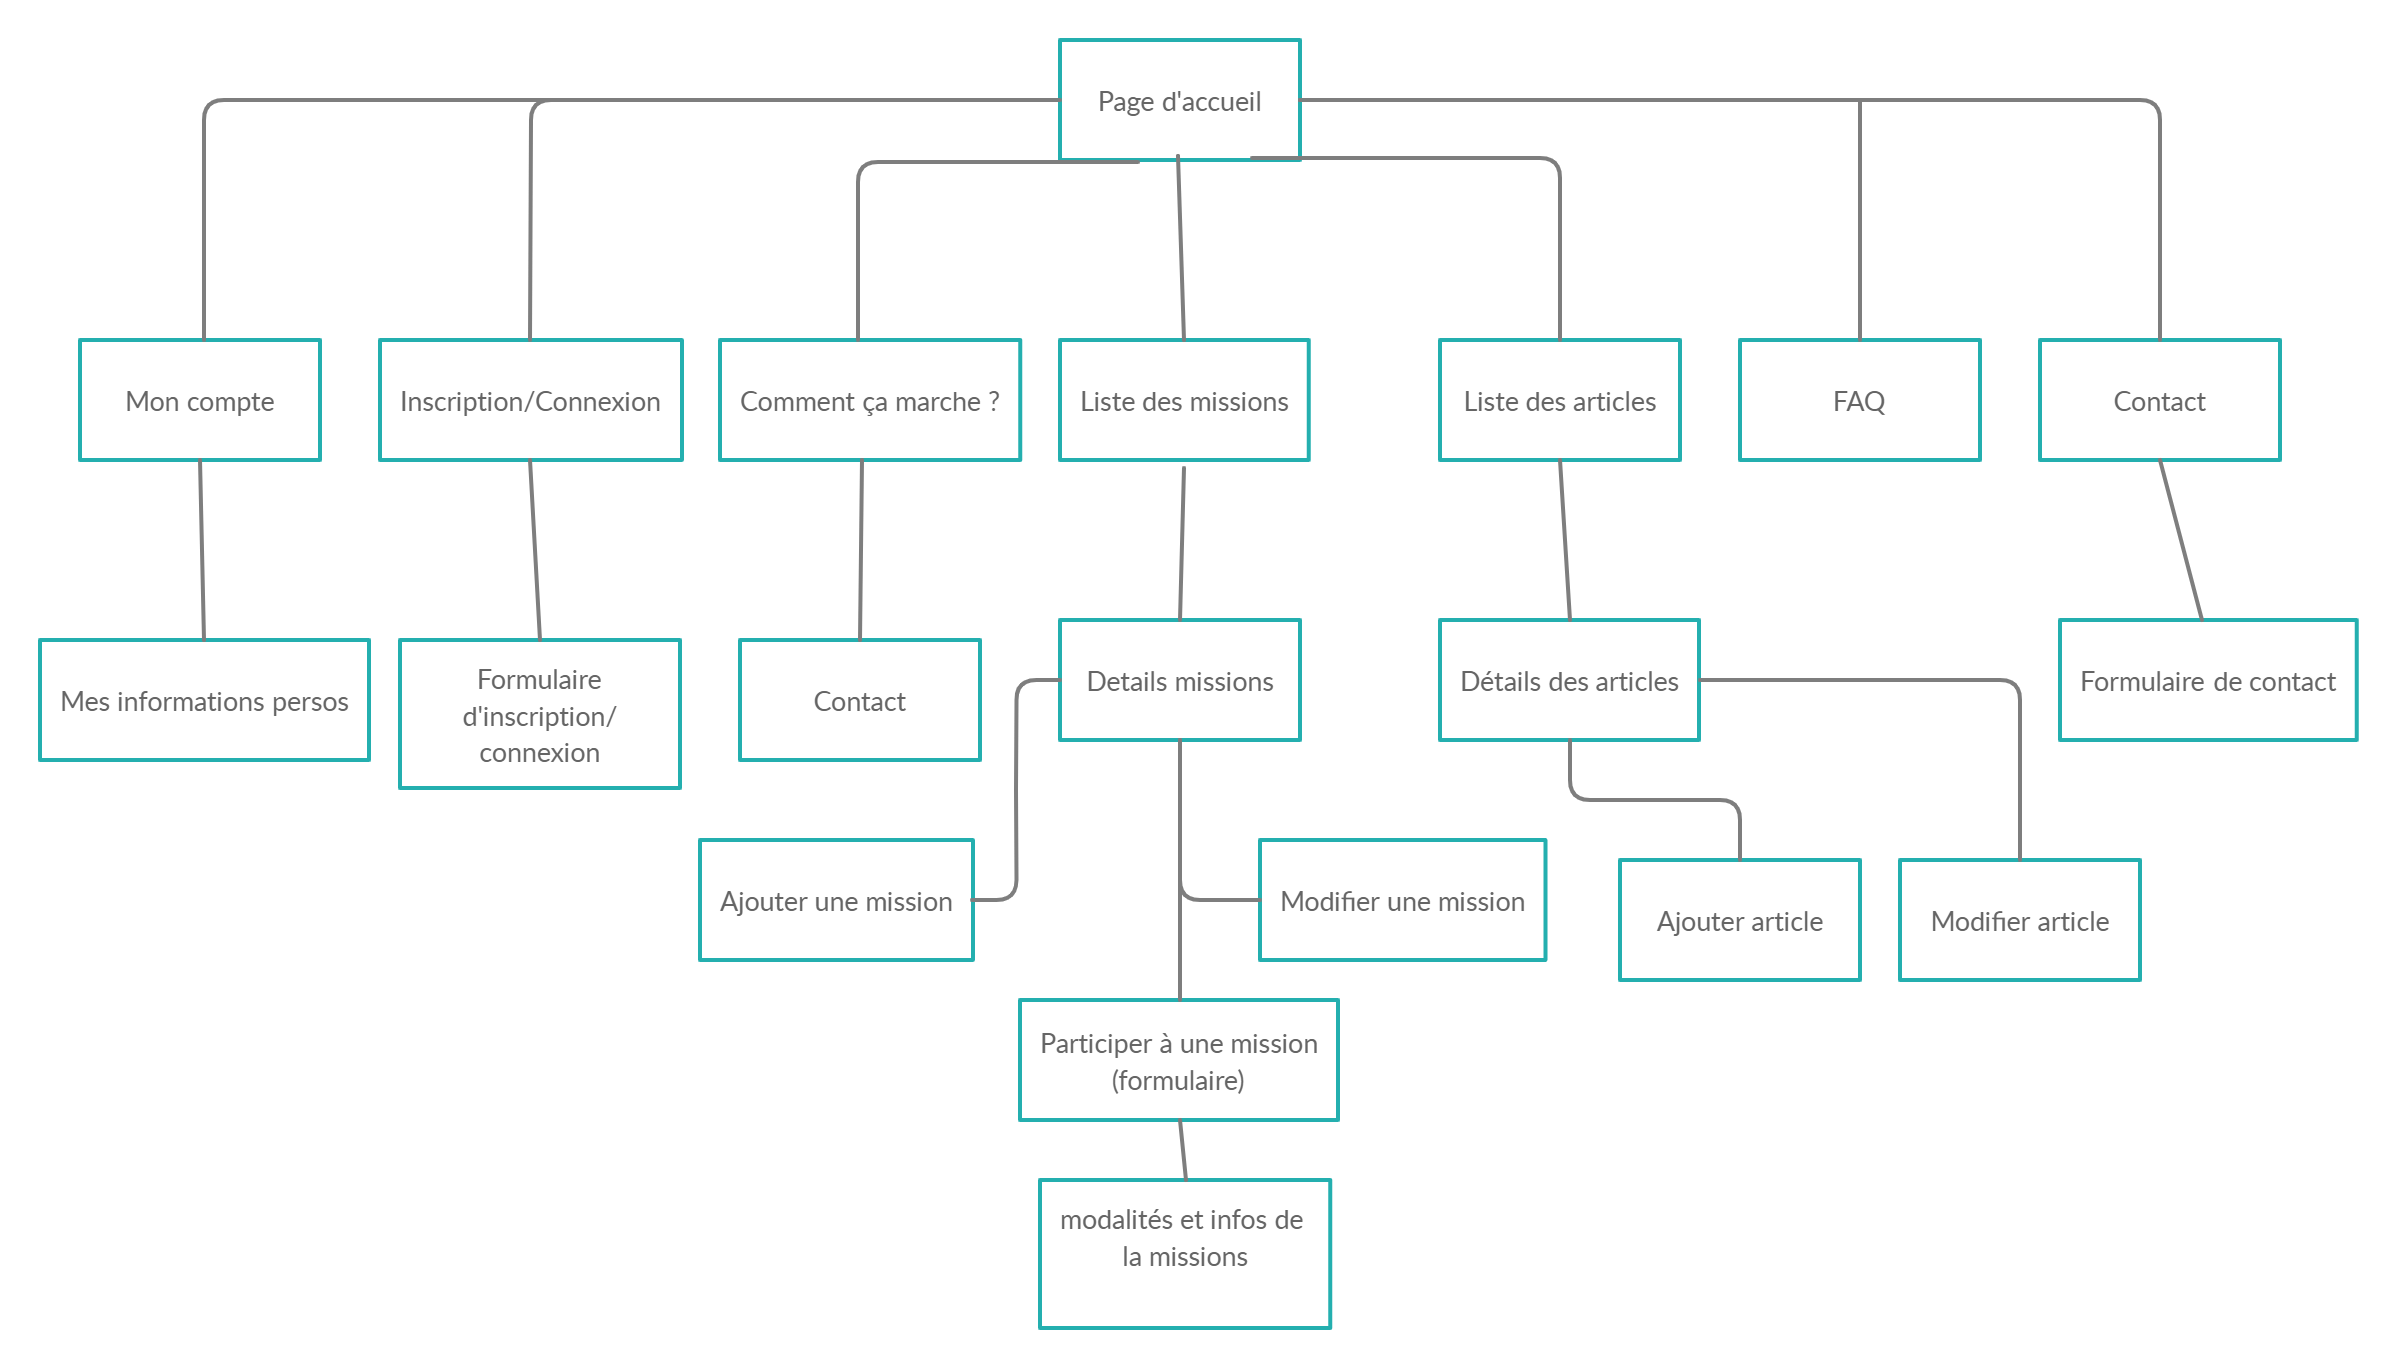 Page d'accueil
Mon compte
Inscription/Connexion
Comment ça marche ?
Liste des missions
Liste des articles
FAQ
Contact
Mes informations persos
Formulaire
d'inscription/
connexion
Contact
Details missions
Détails des articles
Formulaire de contact
Ajouter une mission
Modifier une mission
Ajouter article
Modifier article
Participer à une mission
(formulaire)
modalités et infos de
la missions